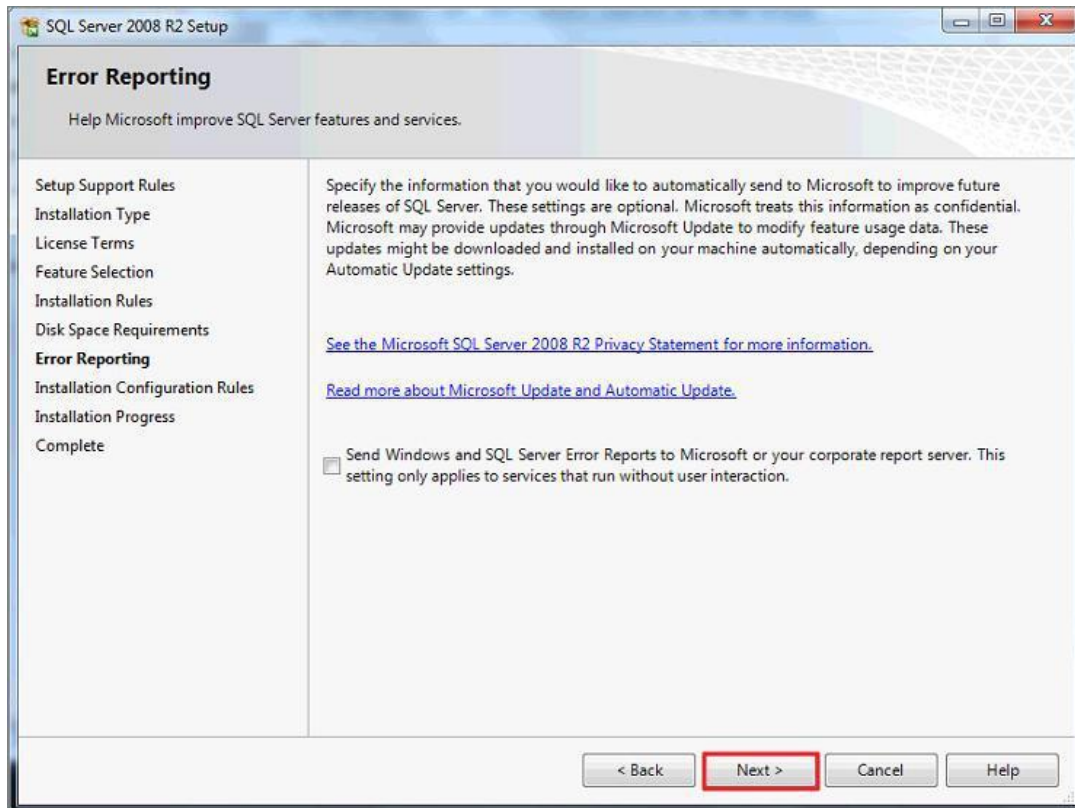 SQL Server 2008 R2 Setup
Error Reporting
Help Microsoft improve SQL Server features and services.
Setup Support Rules
Installation Type
License Terms
Feature Selection
Installation Rules
Disk Space Requirements
Error Reporting
Installation Configuration Rules
Installation Progress
Complete
Specify the information that you would like to automatically send to Microsoft to improve future
releases of SQL Server. These settings are optional. Microsoft treats this information as confidential.
Microsoft may provide updates through Microsoft Update to modify feature usage data. These
updates might be downloaded and installed on your machine automatically, depending on your
Automatic Update settings.
See the Microsoft SQL Server 2008 R2 Privacy Statement for more information.
Read more about Microsoft Update and Automatic Update.
Send Windows and SQL Server Error Reports to Microsoft or your corporate report server. This
setting only applies to services that run without user interaction.
< Back
Next >
Cancel
Help